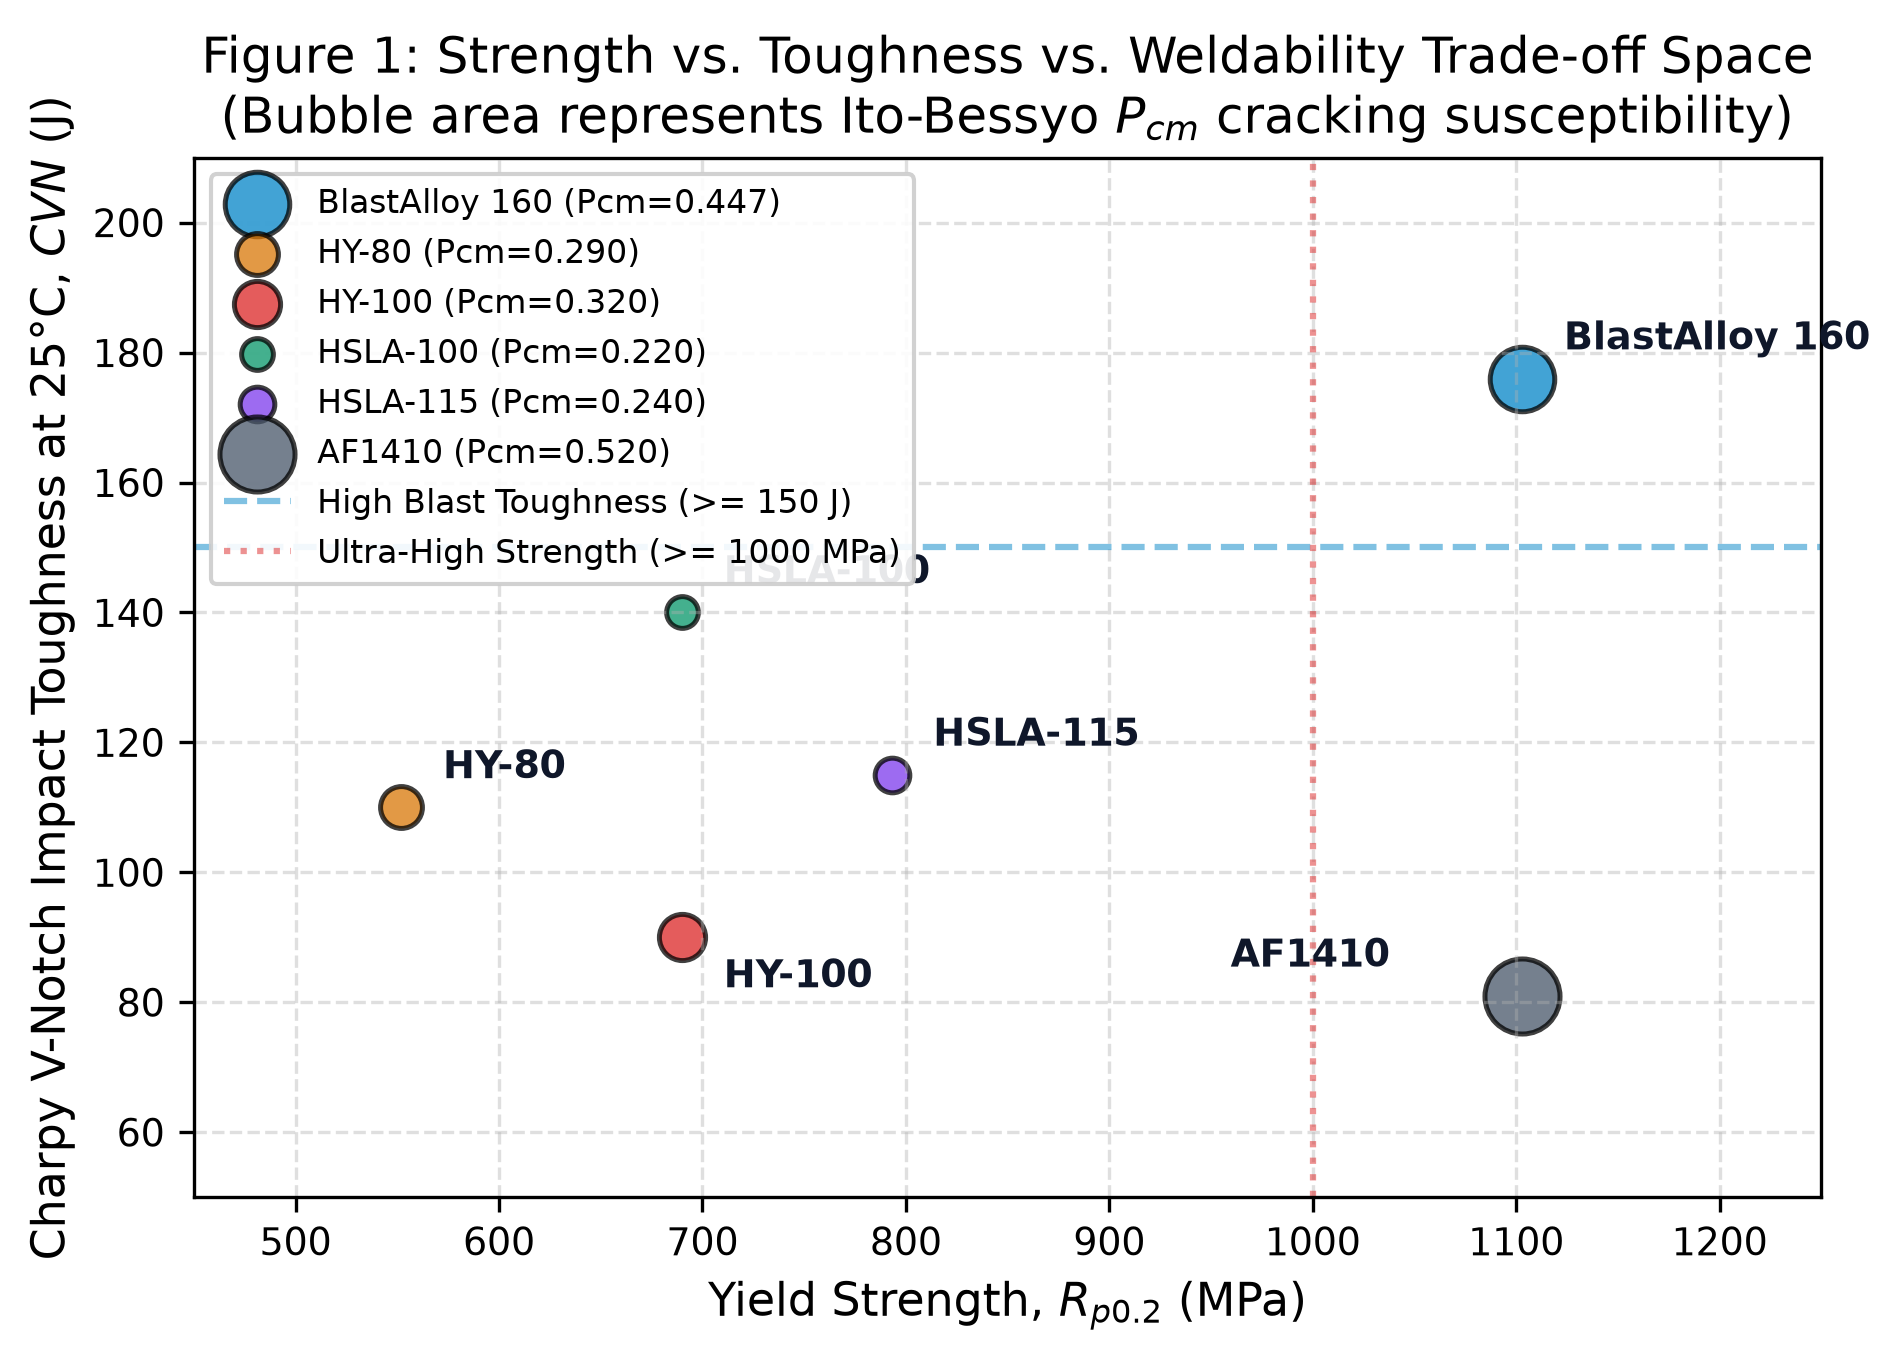 Figure 1: Strength vs. Toughness vs. Weldability Trade-off Space
(Bubble area represents Ito-Bessyo Pcm cracking susceptibility)
Charpy V-Notch Impact Toughness at 25°C, CVN (J)
200
180
160
140
120
100
80
60
BlastAlloy 160 (Pcm=0.447)
HY-80 (Pcm=0.290)
HY-100 (Pcm=0.320)
HSLA-100 (Pcm=0.220)
HSLA-115 (Pcm=0.240)
AF1410 (Pcm=0.520)
High Blast Toughness (>= 150 J)
Ultra-High Strength (>= 1000 MPa)
BlastAlloy 160
HSLA-100
HSLA-115
HY-80
HY-100
AF1410
500 600 700 800 900 1000 1100 1200
Yield Strength, Rp0.2 (MPa)